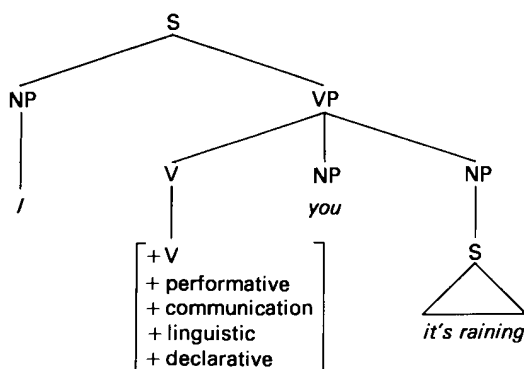 S
NP VP
V NP NP
I you
+ V S
+ performative
+ communication
+ linguistic it's raining
+ declarative